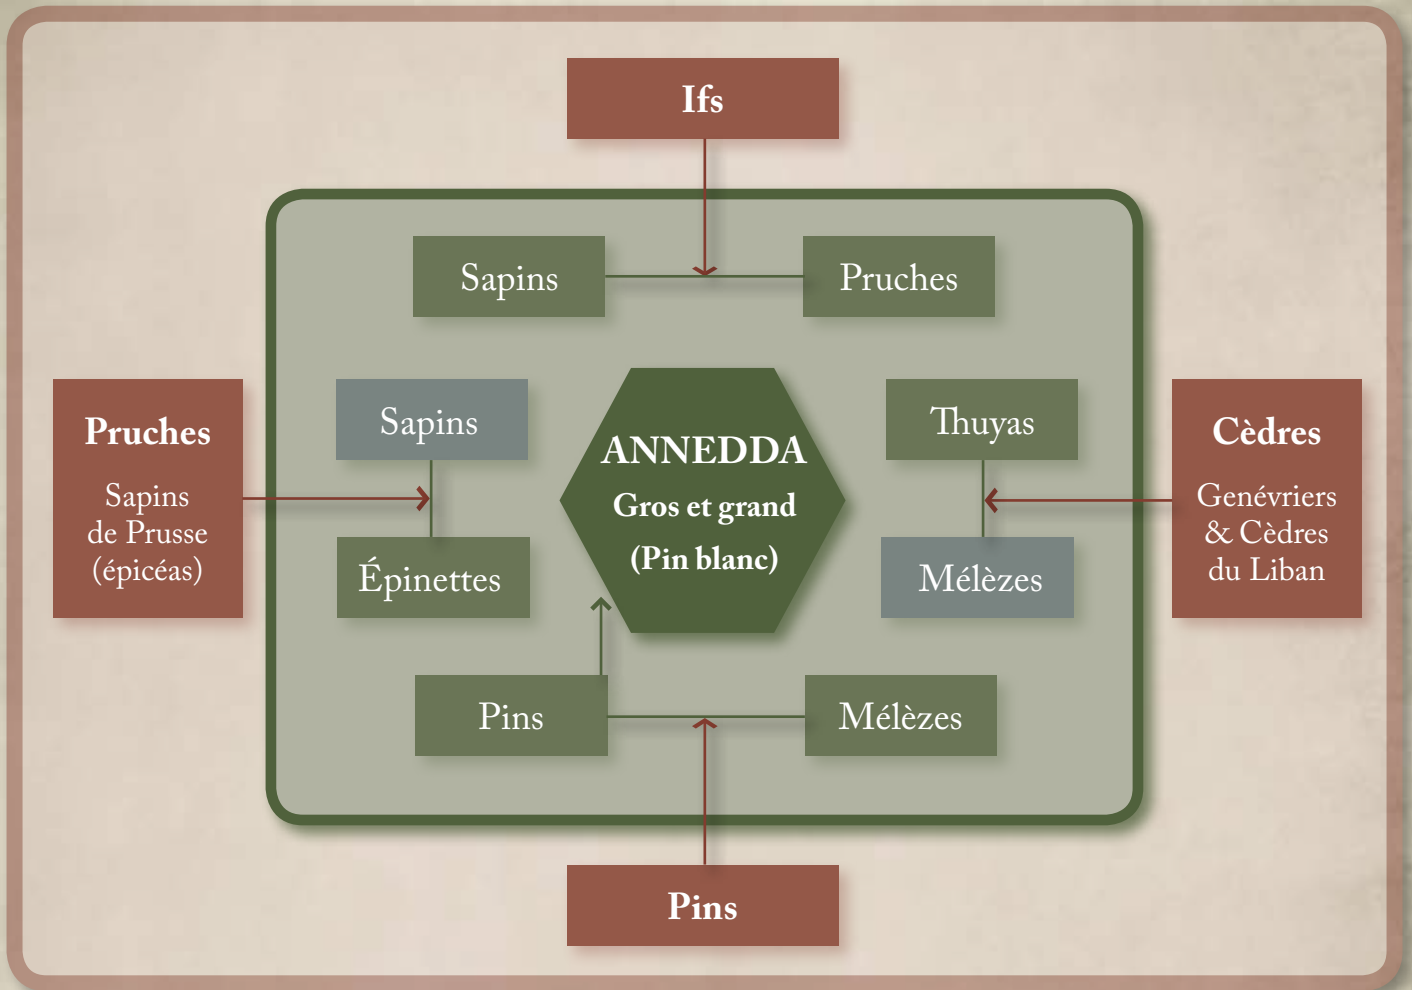 Ifs
Sapins
Pruches
Pruches
Sapins
de Prusse
(épicéas)
Sapins
Épinettes
ANNEDDA
Gros et grand
(Pin blanc)
Thuyas
Mélèzes
Cèdres
Genévriers
& Cèdres
du Liban
Pins
Mélèzes
Pins